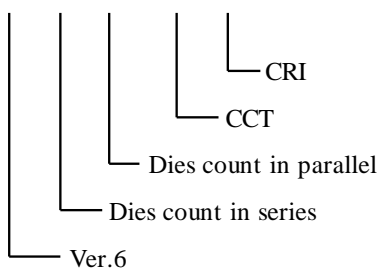 CRI
CCT
Dies count in parallel
Dies count in series
Ver.6